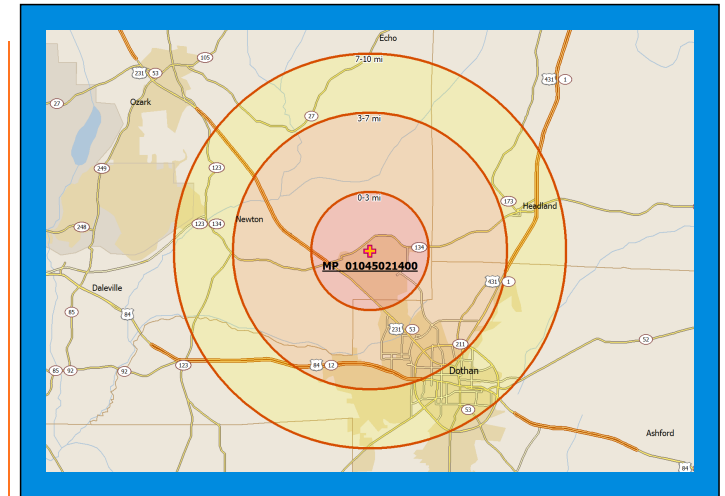 Echo
7-10 mi
105
231
53
431
1
Ozark
27
27
3-7 mi
249
123
0-3 mi
173
Headland
123
134
Newton
248
134
MP_01045021400
431
1
Daleville
85
84
231
53
52
211
84
12
123
85
92
92
Dothan
53
Ashford
84